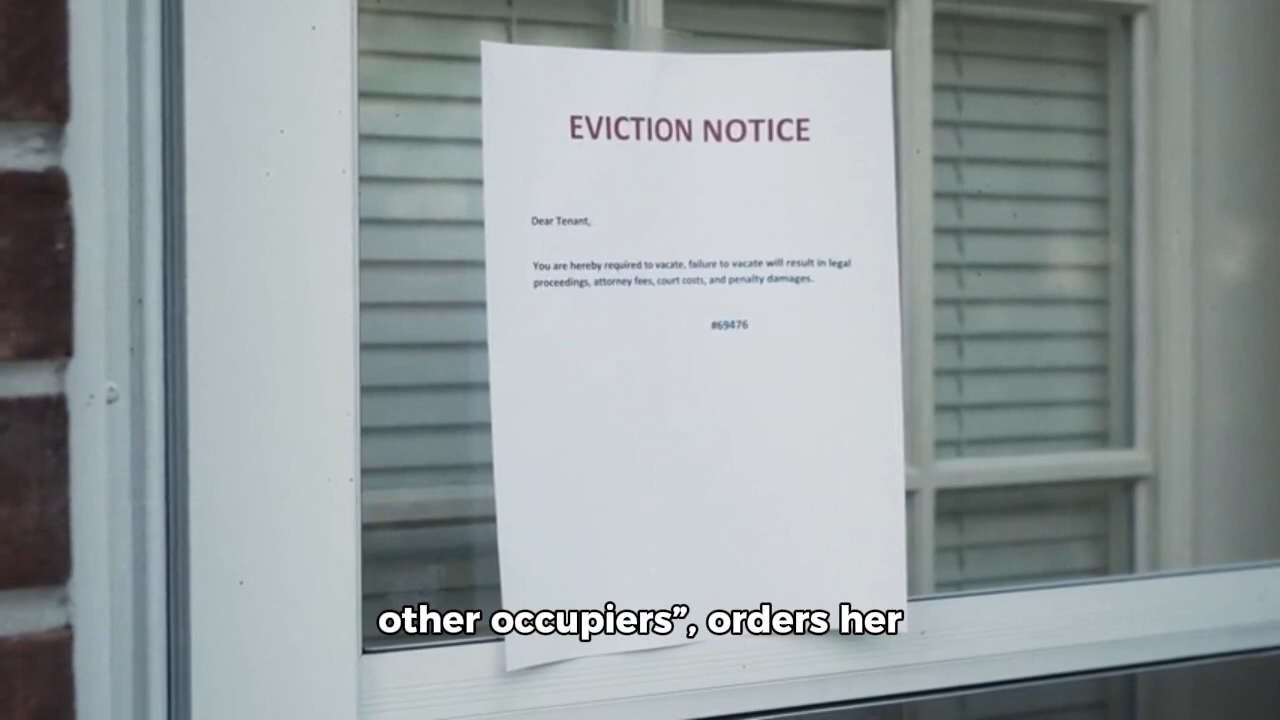 EVICTION NOTICE
Dear Tenant,
You are hereby required to vacate, failure to vacate will result in legal
proceedings, attorney fees, court costs, and penalty damages.
#69476
other occupiers”, orders her